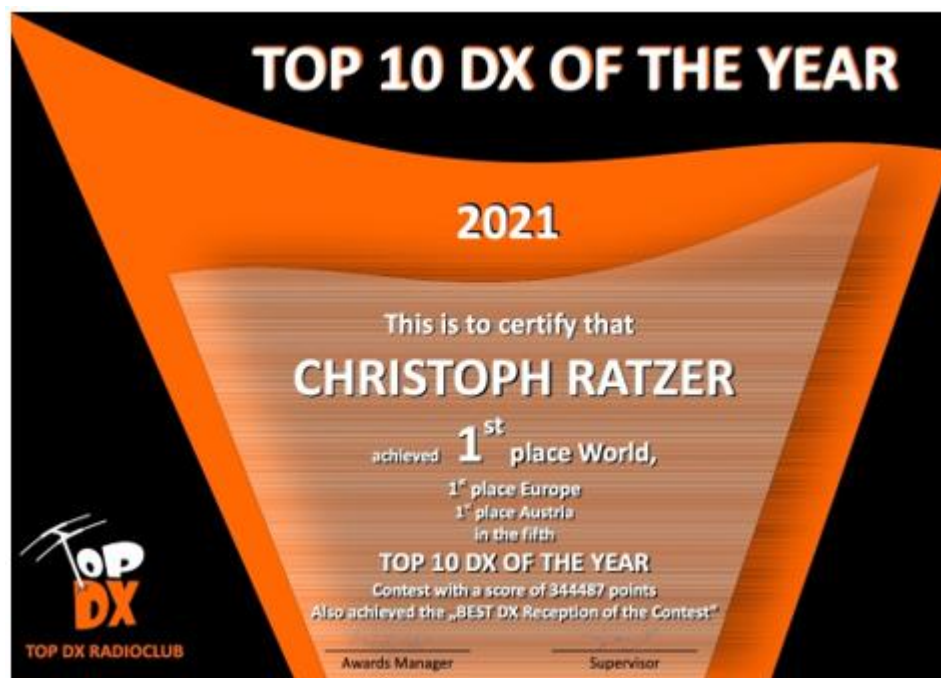 TOP 10 DX OF THE YEAR
2021
This is to certify that
CHRISTOPH RATZER
achieved 1st place World,
1st place Europe
1st place Austria
in the fifth
TOP 10 DX OF THE YEAR
Contest with a score of 344487 points
Also achieved the „BEST DX Reception of the Contest“
Awards Manager Supervisor
TOP
DX
TOP DX RADIOCLUB